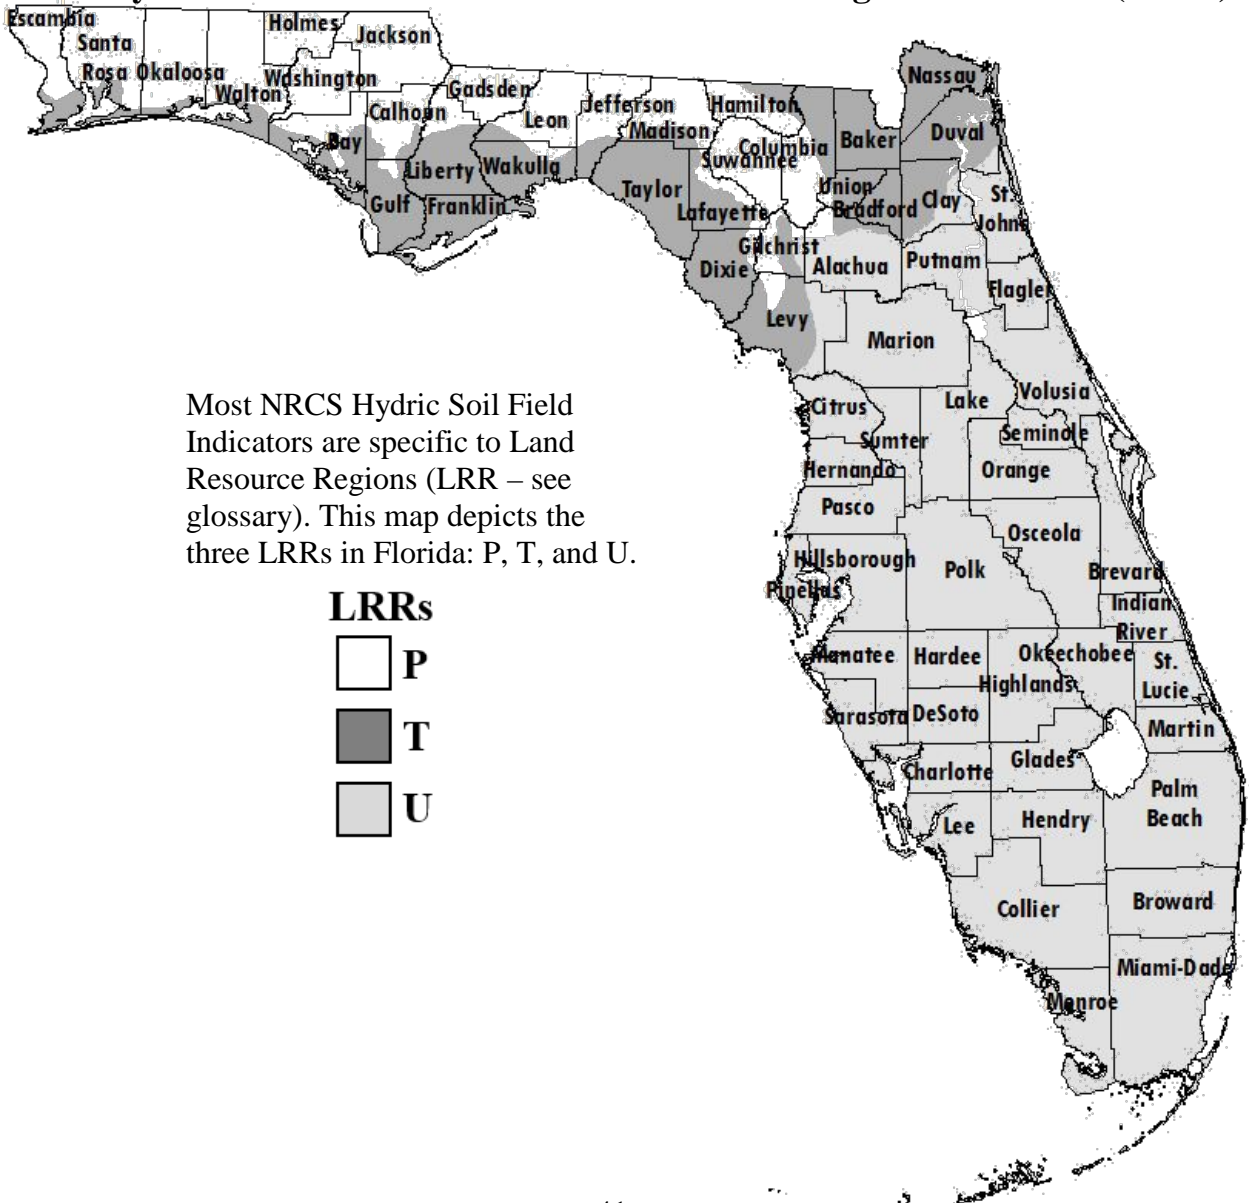 Escambia
Santa
Rosa
Okaloosa
Walton
Holmes
Washington
Jackson
Calhoun
Bay
Gulf
Gadsden
Liberty
Franklin
Leon
Wakulla
Jefferson
Madison
Taylor
Hamilton
Suwannee
Lafayette
Columbia
Dixie
Gilchrist
Levy
Baker
Union
Bradford
Nassau
Duval
Clay
St.
Johns
Alachua
Putnam
Flagler
Marion
Volusia
Citrus
Sumter
Lake
Seminole
Hernando
Orange
Pasco
Osceola
Hillsborough
Polk
Brevard
Pinellas
Indian
River
Manatee
Hardee
Okeechobee
St.
Lucie
Highlands
Sarasota
DeSoto
Martin
Charlotte
Glades
Palm
Beach
Lee
Hendry
Collier
Broward
Miami-Dade
Monroe
Most NRCS Hydric Soil Field
Indicators are specific to Land
Resource Regions (LRR – see
glossary). This map depicts the
three LRRs in Florida: P, T, and U.
LRRs
P
T
U